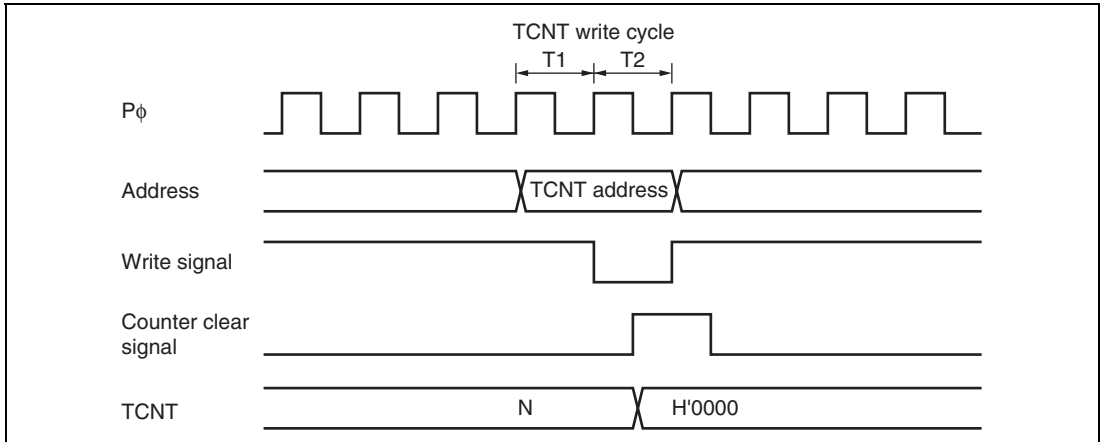 TCNT write cycle
T1 T2
Pφ
Address
TCNT address
Write signal
Counter clear
signal
TCNT
N
H'0000